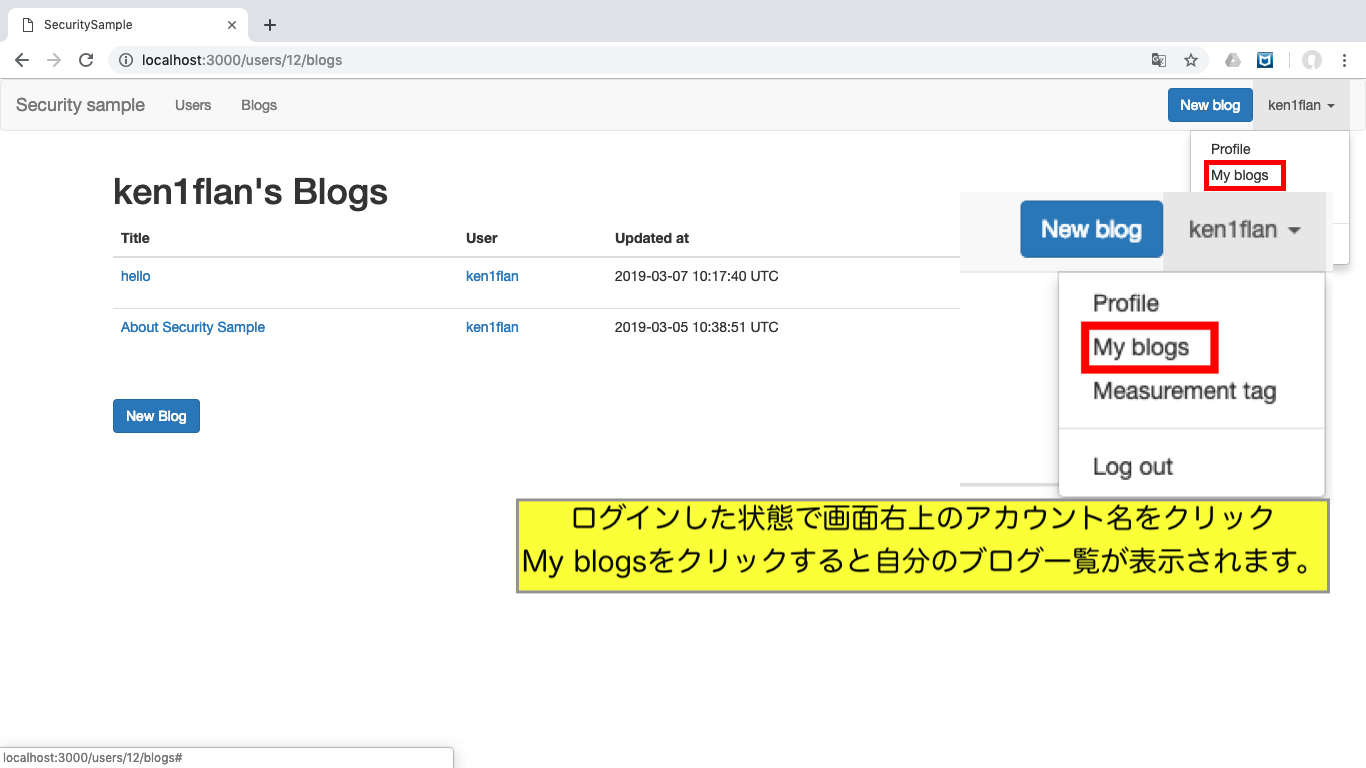 SecuritySample
localhost:3000/users/12/blogs
Security sample Users Blogs New blog ken1flan
Profile
My blogs
ken1flan's Blogs
Title User Updated at
hello ken1flan 2019-03-07 10:17:40 UTC
About Security Sample ken1flan 2019-03-05 10:38:51 UTC
New Blog
New blog ken1flan
Profile
My blogs
Measurement tag
Log out
ログインした状態で画面右上のアカウント名をクリック
My blogsをクリックすると自分のブログ一覧が表示されます。
localhost:3000/users/12/blogs#